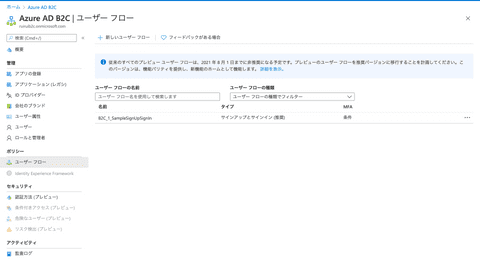 ホーム > Azure AD B2C
Azure AD B2C | ユーザー フロー
検索 (Cmd+/)
概要
管理
アプリの登録
アプリケーション (レガシ)
ID プロバイダー
会社のブランド
ユーザー属性
ユーザー
ロールと管理者
ポリシー
ユーザー フロー
Identity Experience Framework
セキュリティ
認証方法 (プレビュー)
条件付きアクセス (プレビュー)
危険なユーザー (プレビュー)
リスク検出 (プレビュー)
アクティビティ
監査ログ
新しいユーザー フロー
フィードバックがある場合
従来のすべてのプレビュー ユーザー フローは、2021 年 8 月 1 日までに非推奨になる予定です。プレビューのユーザー フローを推奨バージョンに移行することを計画してください。
このバージョンは、機能パリティを提供し、新機能のホームとして機能します。 詳細を表示。
ユーザー フローの名前
ユーザー フローの種類
ユーザー フロー名を使用して検索します
ユーザー フローの種類でフィルター
名前 タイプ MFA
B2C_1_SampleSignUpSignIn サインアップとサインイン (推奨) 条件